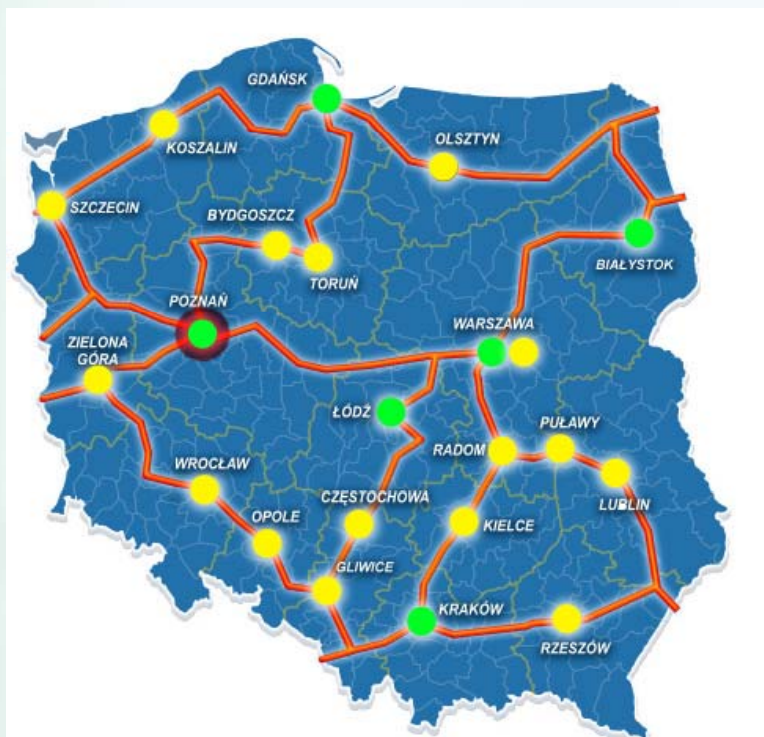 GDAŃSK
KOSZALIN
OLSZTYN
SZCZECIN
BYDGOSZCZ
TORUŃ
BIAŁYSTOK
POZNAŃ
WARSZAWA
ZIELONA
GÓRA
ŁÓDŹ
RADOM
PUŁAWY
WROCŁAW
CZĘSTOCHOWA
LUBLIN
OPOLE
KIELCE
GLIWICE
KRAKÓW
RZESZÓW